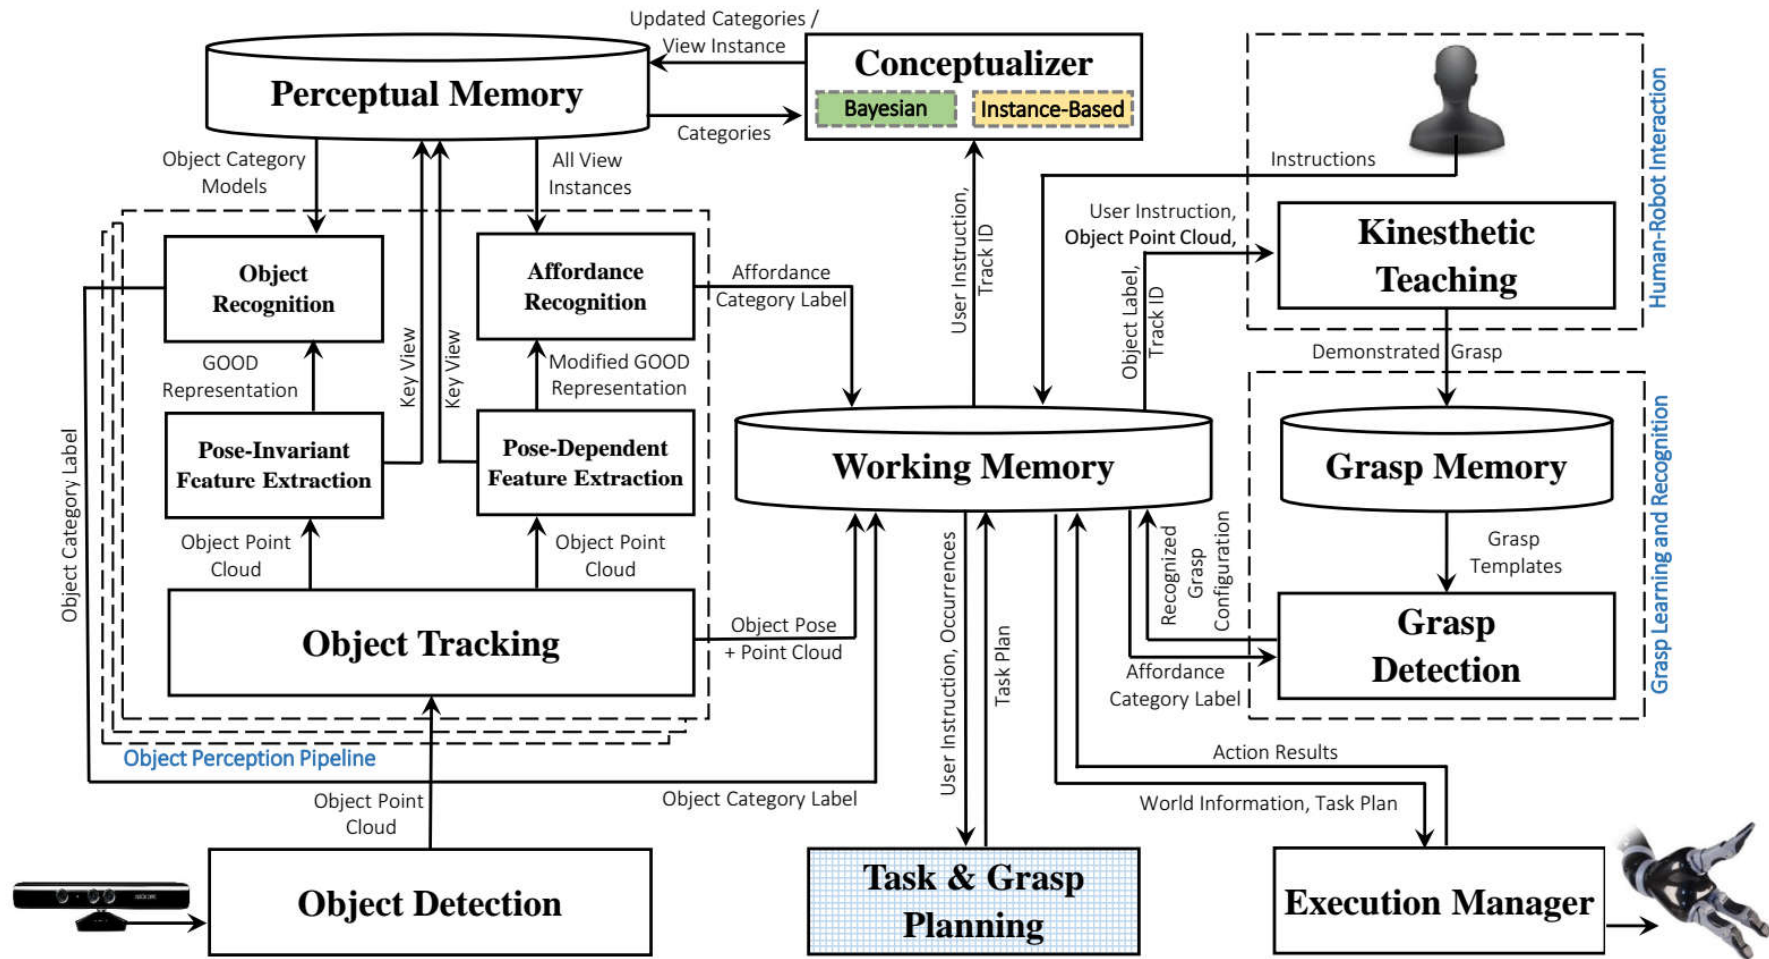 Updated Categories /
View Instance
Perceptual Memory
Conceptualizer
Bayesian
Instance-Based
Categories
Object Category
Models
All View
Instances
Instructions
Human-Robot Interaction
User Instruction,
Track ID
User Instruction,
Object Point Cloud,
Object Label,
Track ID
Kinesthetic
Teaching
Object
Recognition
Affordance
Recognition
Affordance
Category Label
GOOD
Representation
Key View
Key View
Modified GOOD
Representation
Demonstrated Grasp
Pose-Invariant
Feature Extraction
Pose-Dependent
Feature Extraction
Working Memory
Grasp Memory
Grasp Learning and Recognition
Object Category Label
Object Point
Cloud
Object Point
Cloud
Recognized
Grasp
Configuration
Grasp
Templates
Object Tracking
Object Pose
+ Point Cloud
User Instruction, Occurrences
Task Plan
Affordance
Category Label
Grasp
Detection
Object Perception Pipeline
Object Point
Cloud
Object Category Label
Action Results
World Information, Task Plan
Object Detection
Task & Grasp
Planning
Execution Manager